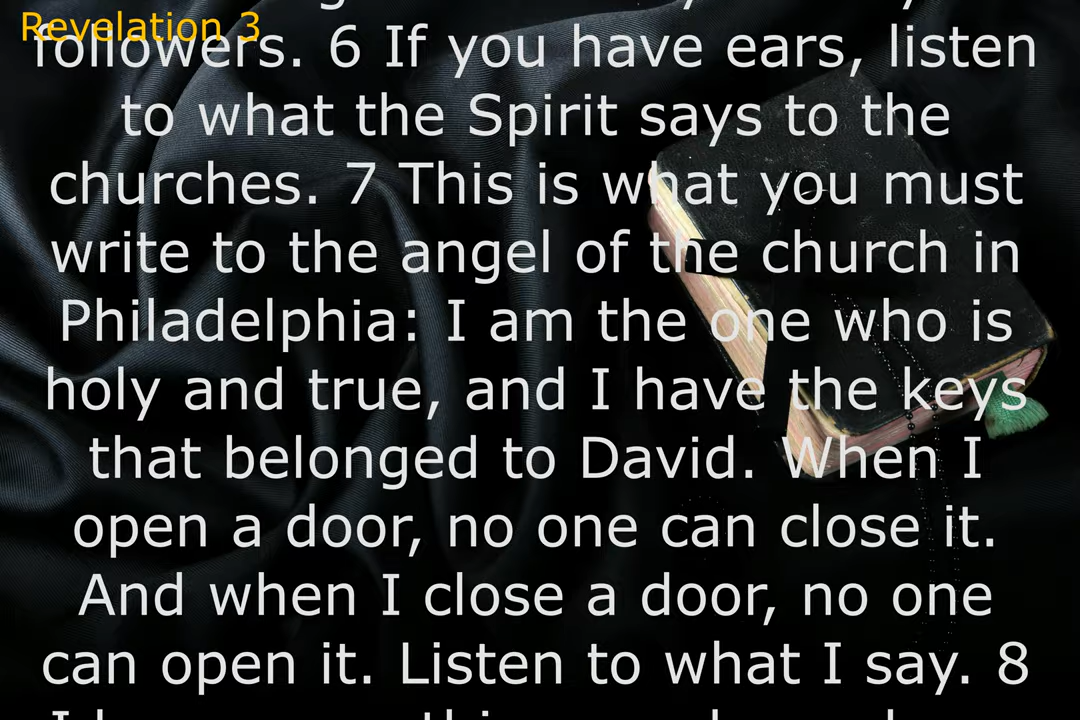 Revelation 3
followers. 6 If you have ears, listen
to what the Spirit says to the
churches. 7 This is what you must
write to the angel of the church in
Philadelphia: I am the one who is
holy and true, and I have the keys
that belonged to David. When I
open a door, no one can close it.
And when I close a door, no one
can open it. Listen to what I say. 8